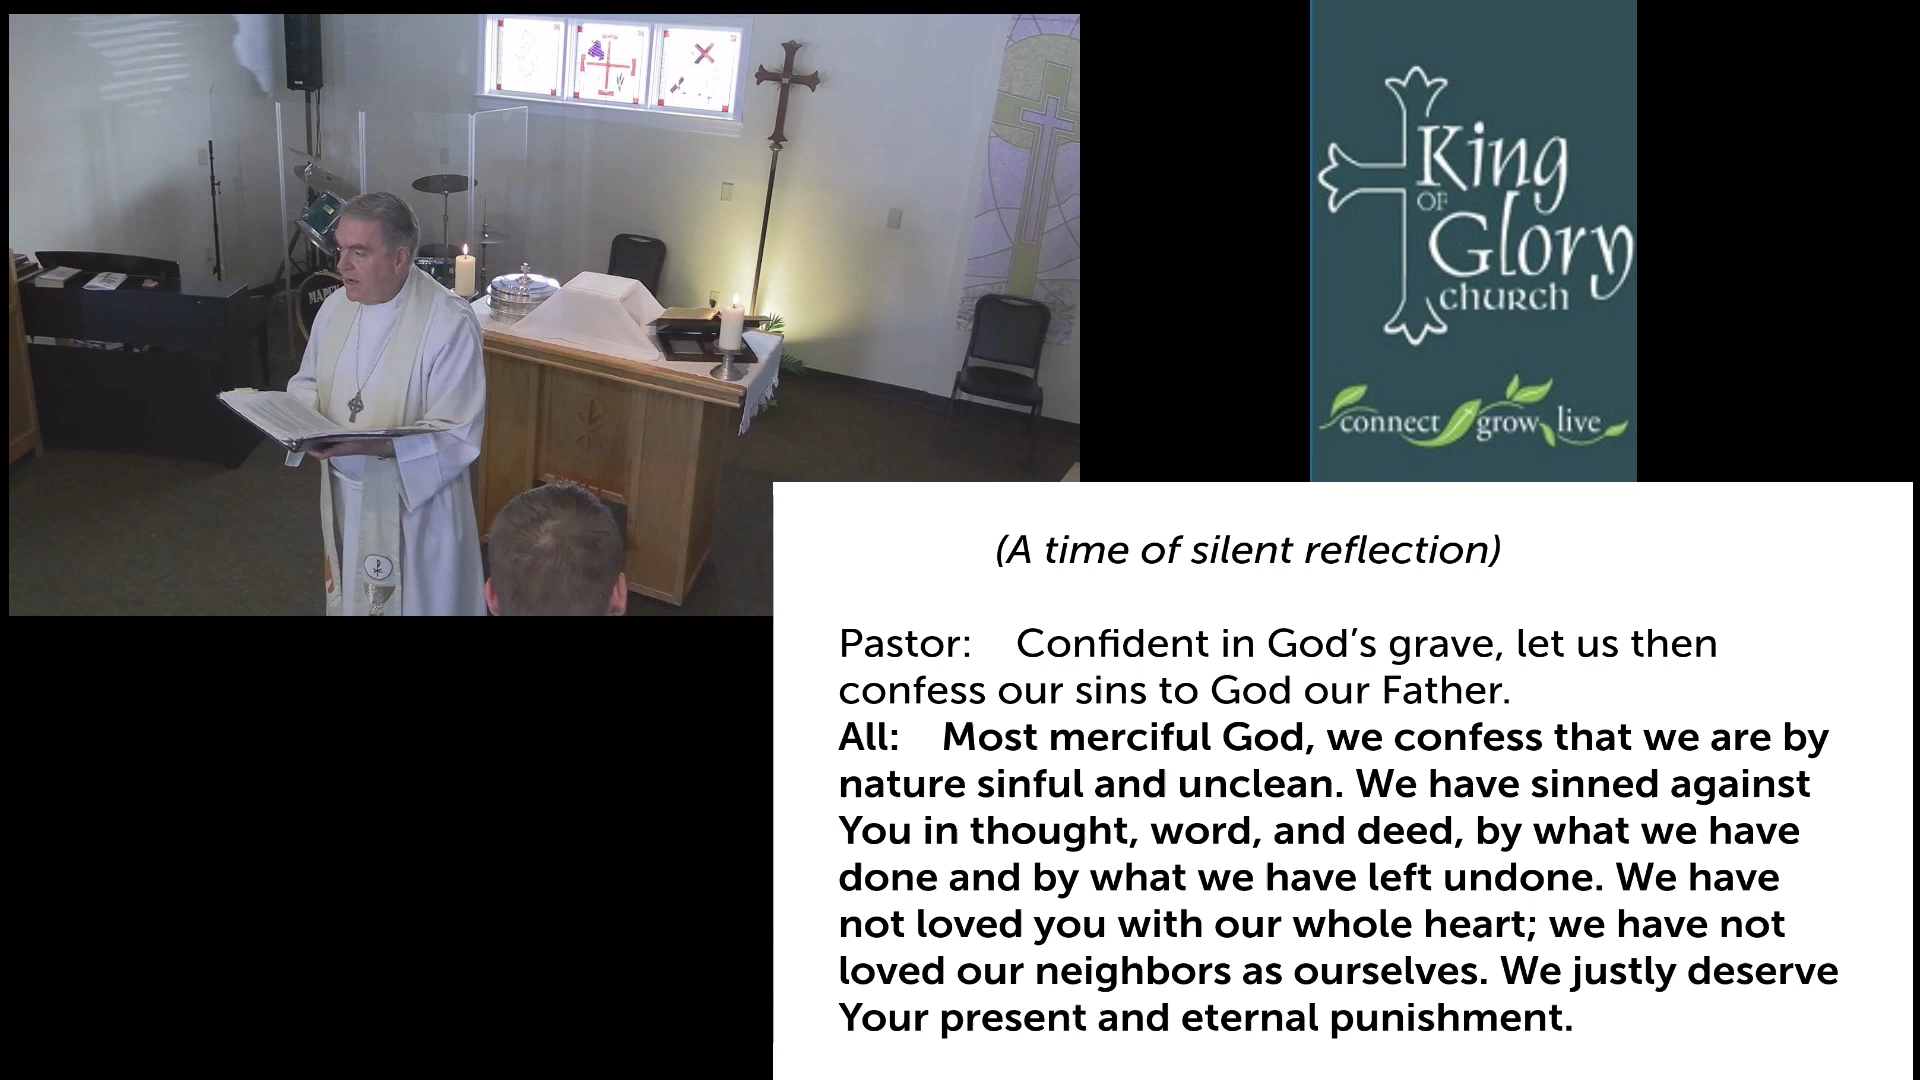 King
OF
Glory
church
connect grow live
(A time of silent reflection)
Pastor: Confident in God’s grave, let us then
confess our sins to God our Father.
All: Most merciful God, we confess that we are by
nature sinful and unclean. We have sinned against
You in thought, word, and deed, by what we have
done and by what we have left undone. We have
not loved you with our whole heart; we have not
loved our neighbors as ourselves. We justly deserve
Your present and eternal punishment.